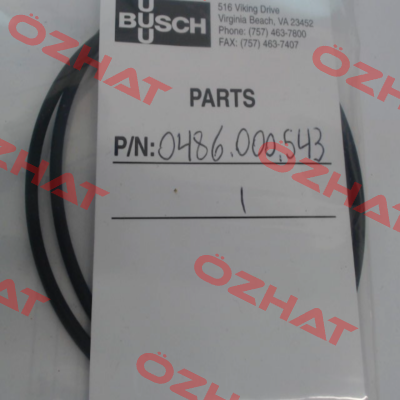 BUSCH
516 Viking Drive
Virginia Beach, VA 23452
Phone: (757) 463-7800
FAX: (757) 463-7407
PARTS
P/N: 0486.000.543
1
ÖZHAT
ÖZHAT
ÖZHAT
ÖZHAT
ÖZHAT
ÖZHAT
ÖZHAT